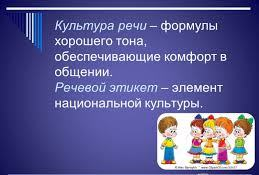 Культура речи – формулы
хорошего тона,
обеспечивающие комфорт в
общении.
Речевой этикет – элемент
национальной культуры.